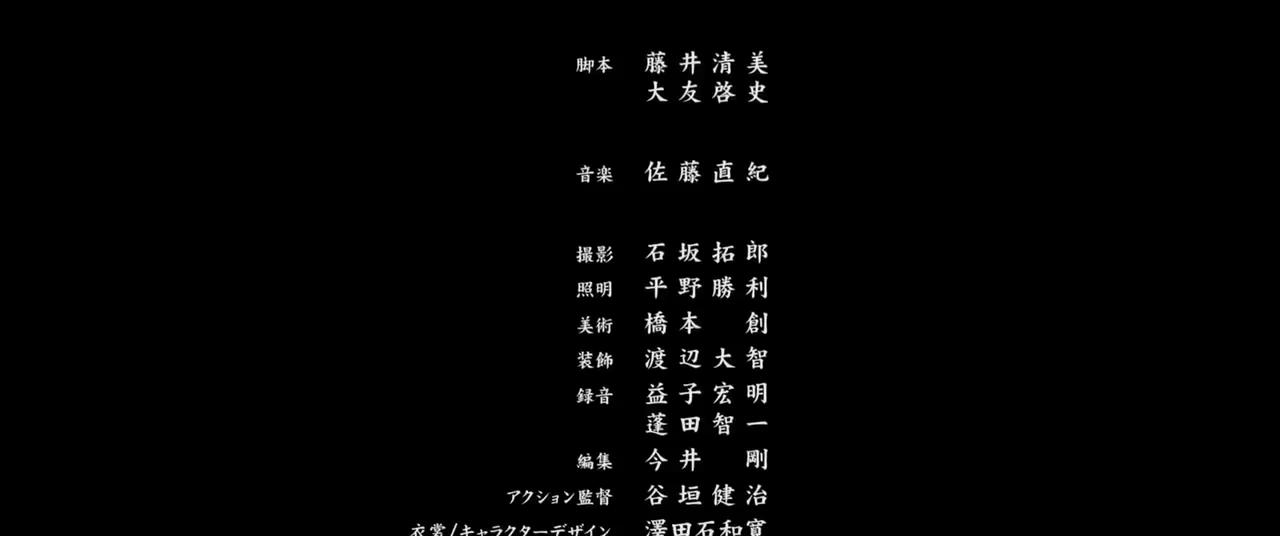 脚本 藤井清美
大友啓史
音楽 佐藤直紀
撮影 石坂拓郎
照明 平野勝利
美術 橋本 創
装飾 渡辺大智
録音 益子宏明
蓬田智一
編集 今井 剛
アクション監督 谷垣健治
衣裳/キャラクターデザイン 澤田石和寛